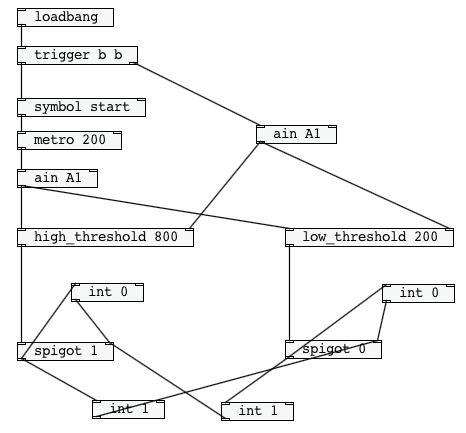 loadbang
trigger b b
symbol start
ain A1
metro 200
ain A1
high_threshold 800
low_threshold 200
int 0
int 0
spigot 1
spigot 0
int 1
int 1